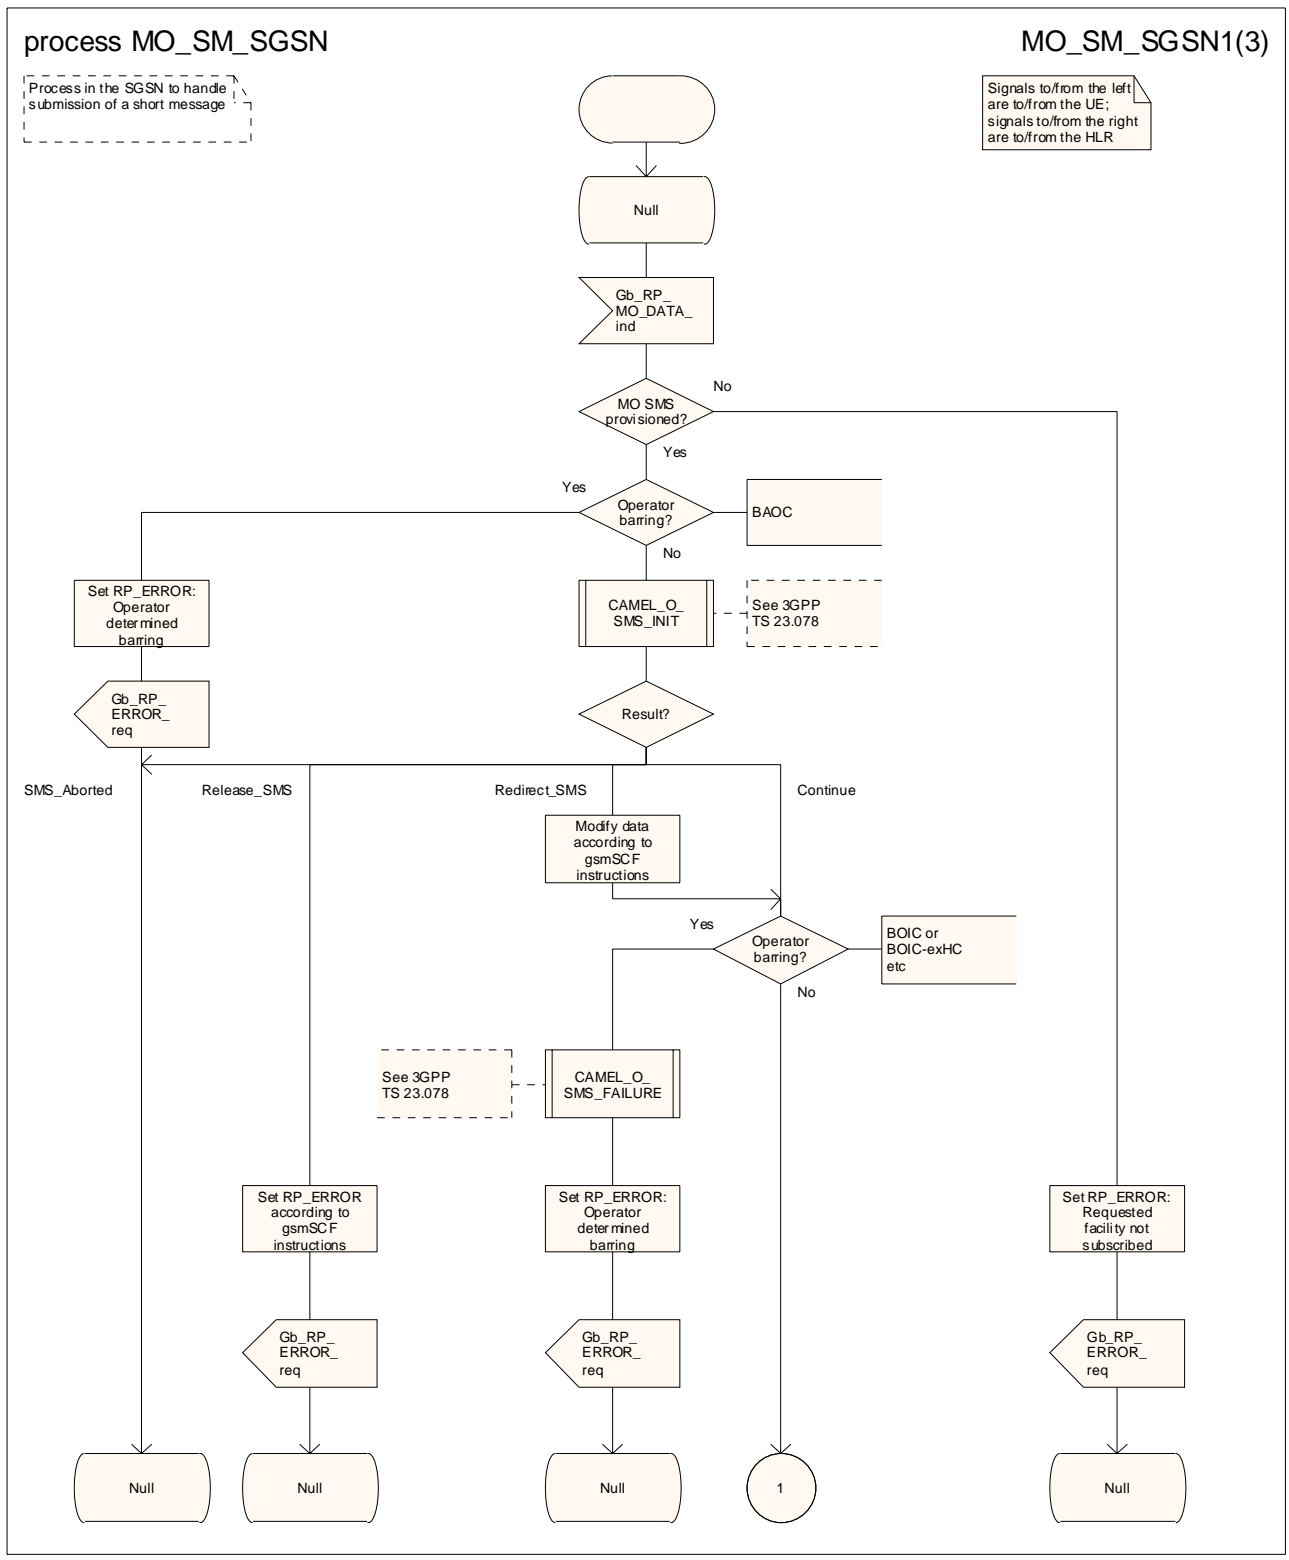 process MO_SM_SGSN
MO_SM_SGSN1(3)
Process in the SGSN to handle
submission of a short message
Signals to/from the left
are to/from the UE;
signals to/from the right
are to/from the HLR
Null
Gb_RP_
MO_DATA_
ind
No
MO SMS
provisioned?
Yes
Yes
Operator
barring?
BAOC
No
Set RP_ERROR:
Operator
determined
barring
CAMEL_O_
SMS_INIT
See 3GPP
TS 23.078
Gb_RP_
ERROR_
req
Result?
SMS_Aborted
Release_SMS
Redirect_SMS
Continue
Modify data
according to
gsmSCF
instructions
Yes
Operator
barring?
BOIC or
BOIC-exHC
etc
No
See 3GPP
TS 23.078
CAMEL_O_
SMS_FAILURE
Set RP_ERROR
according to
gsmSCF
instructions
Set RP_ERROR:
Operator
determined
barring
Set RP_ERROR:
Requested
facility not
subscribed
Gb_RP_
ERROR_
req
Gb_RP_
ERROR_
req
Gb_RP_
ERROR_
req
Null
Null
Null
1
Null